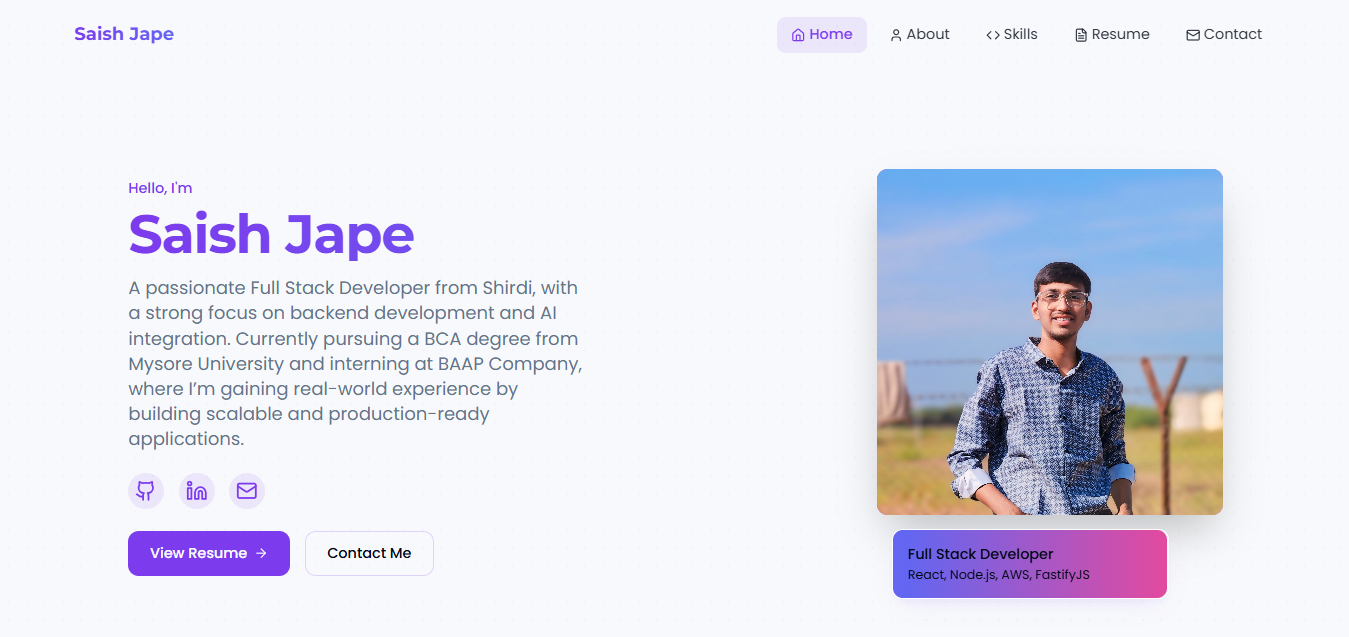 Saish Jape
Home
About
Skills
Resume
Contact
Hello, I'm
Saish Jape
A passionate Full Stack Developer from Shirdi, with
a strong focus on backend development and AI
integration. Currently pursuing a BCA degree from
Mysore University and interning at BAAP Company,
where I’m gaining real-world experience by
building scalable and production-ready
applications.
View Resume →
Contact Me
Full Stack Developer
React, Node.js, AWS, FastifyJS